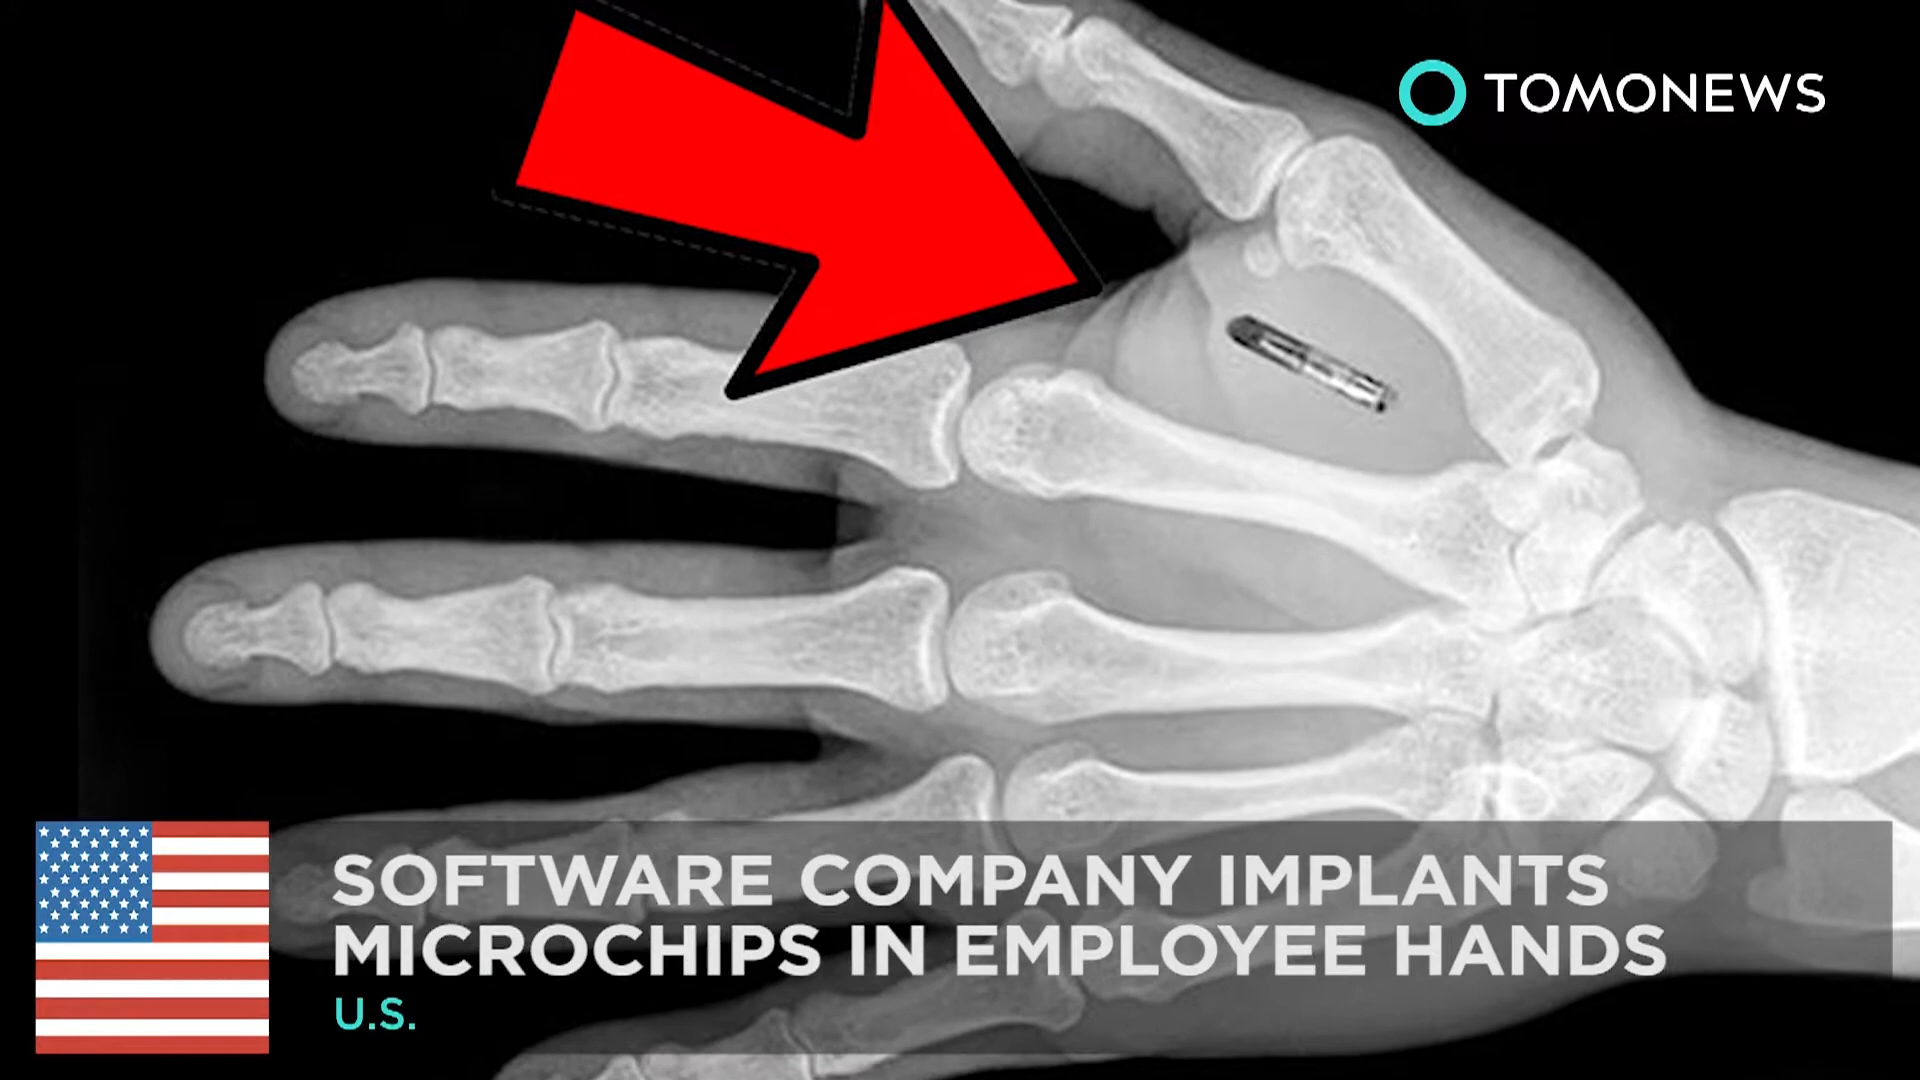 TOMONEWS
SOFTWARE COMPANY IMPLANTS
MICROCHIPS IN EMPLOYEE HANDS
U.S.